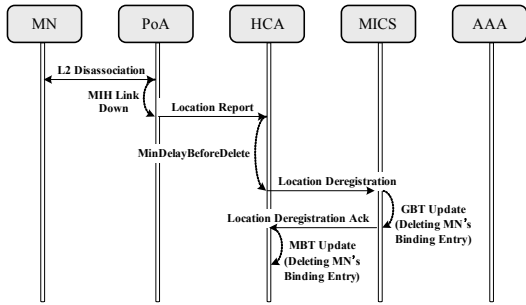 MN PoA HCA MICS AAA
L2 Disassociation
MIH Link
Down
Location Report
MinDelayBeforeDelete
Location Deregistration
GBT Update
(Deleting MN's
Binding Entry)
Location Deregistration Ack
MBT Update
(Deleting MN's
Binding Entry)